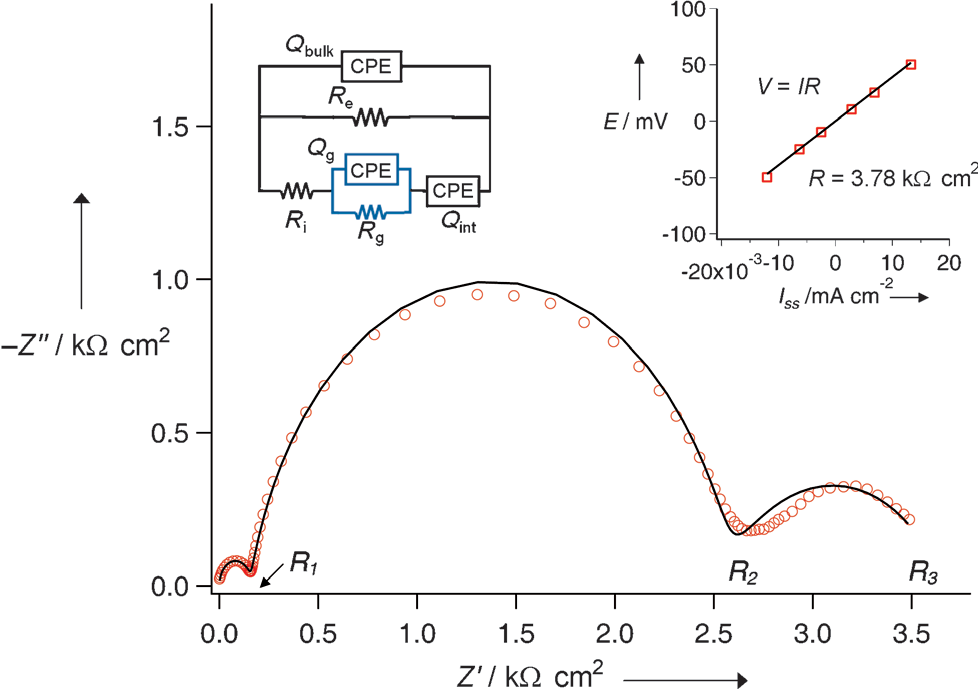 Q_bulk
CPE
R_e
Q_g
CPE
CPE
R_i
R_g
Q_int
100
50
0
-50
-100
E / mV
V = IR
R = 3.78 kΩ cm²
-20x10⁻³
-10
0
10
20
I_ss /mA cm⁻²
1.5
1.0
0.5
0.0
–Z″ / kΩ cm²
R₁
R₂
R₃
0.0
0.5
1.0
1.5
2.0
2.5
3.0
3.5
Z′ / kΩ cm²